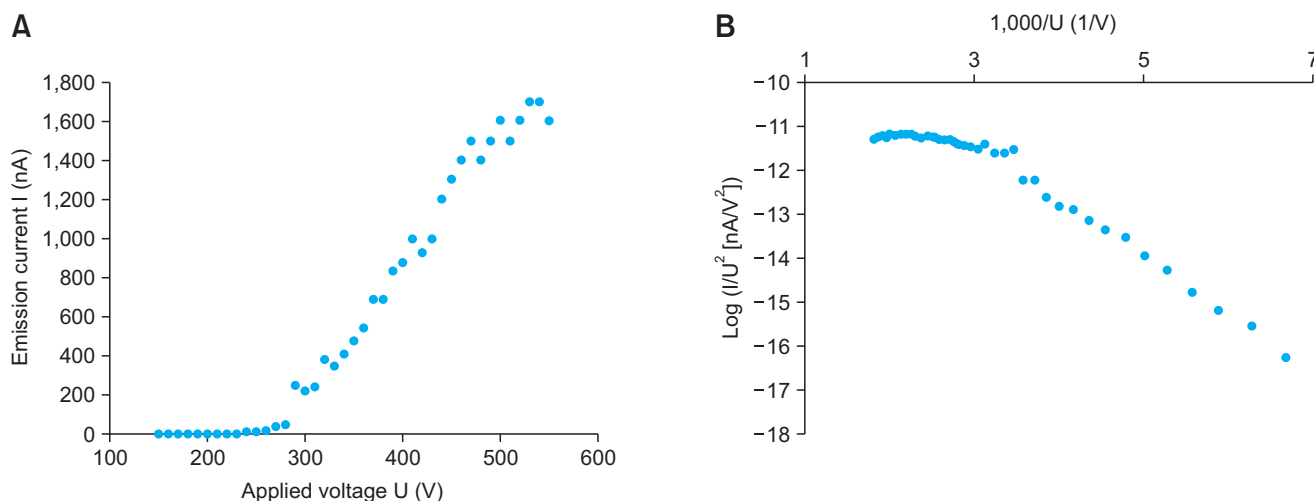 A
Emission current I (nA)
1,800
1,600
1,400
1,200
1,000
800
600
400
200
0
100 200 300 400 500 600
Applied voltage U (V)
B
1,000/U (1/V)
1 3 5 7
Log (I/U² [nA/V²])
−10
−11
−12
−13
−14
−15
−16
−17
−18